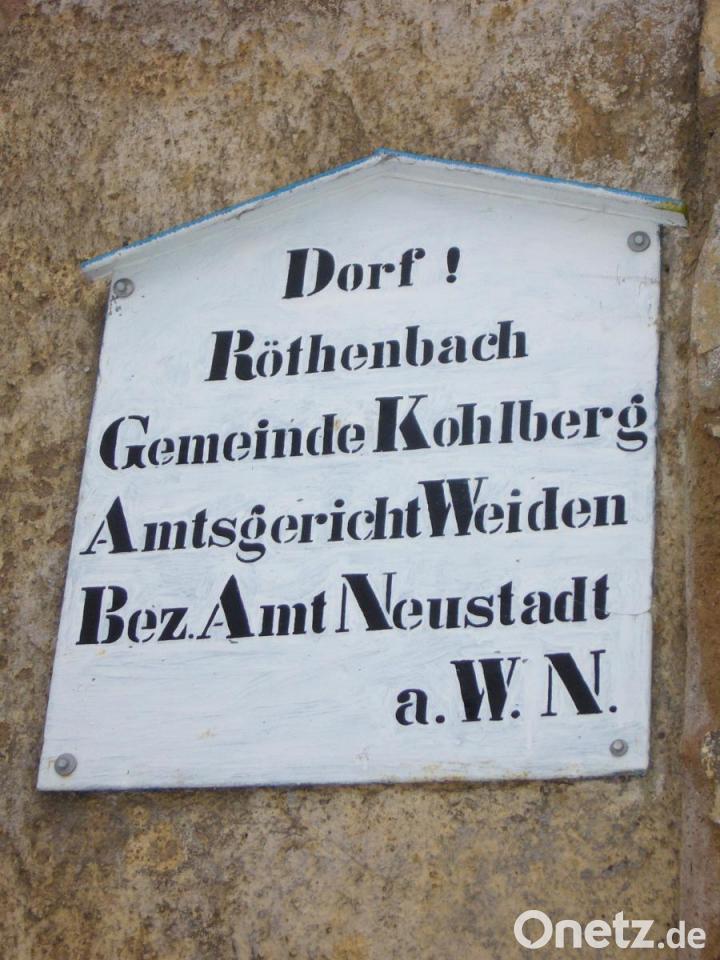 Dorf !
Röthenbach
Gemeinde Kohlberg
Amtsgericht Weiden
Bez. Amt Neustadt
a. W. N.
Onetz.de